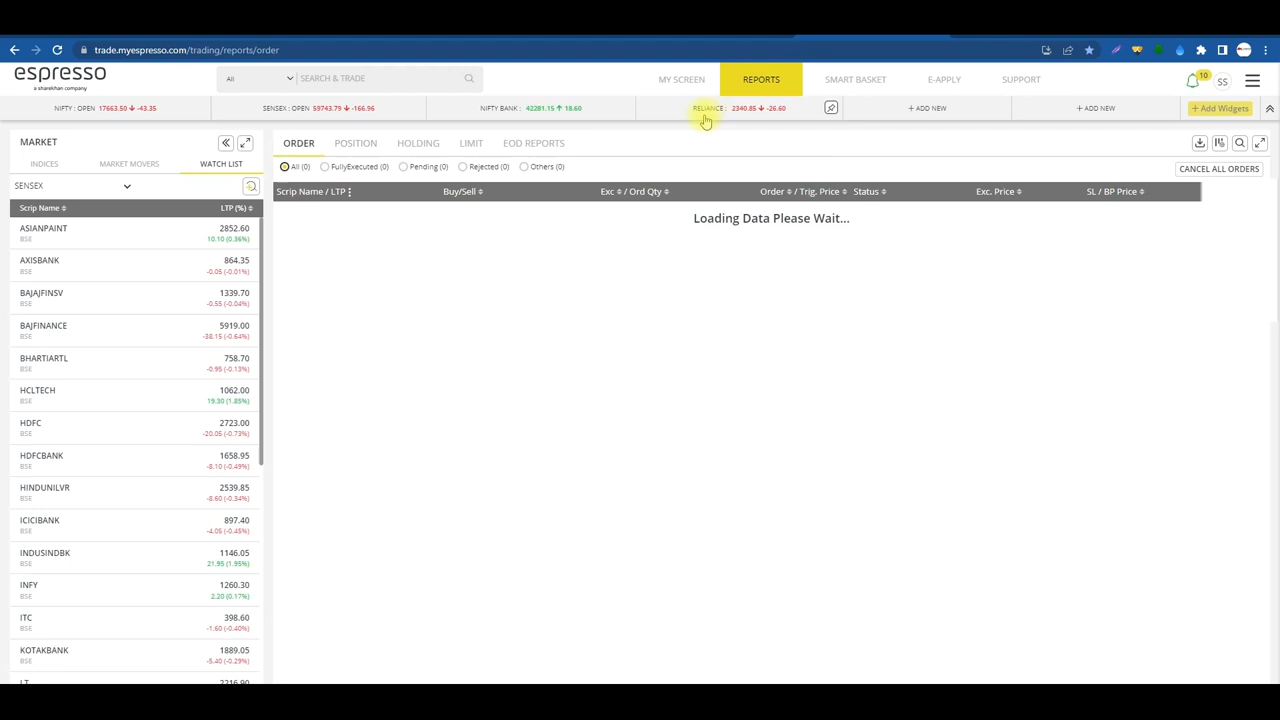 trade.myespresso.com/trading/reports/order
espresso
a sharekhan company
All
SEARCH & TRADE
MY SCREEN
REPORTS
SMART BASKET
E-APPLY
SUPPORT
10
SS
NIFTY : OPEN 17663.50 -43.35
SENSEX : OPEN 59743.79 -166.96
NIFTY BANK : 42281.15 18.60
RELIANCE : 2340.85 -26.60
+ ADD NEW
+ ADD NEW
+ Add Widgets
MARKET
INDICES
MARKET MOVERS
WATCH LIST
SENSEX
Scrip Name LTP (%)
ASIANPAINT 2852.60
BSE 10.10 (0.36%)
AXISBANK 864.35
BSE -0.05 (-0.01%)
BAJAJFINSV 1339.70
BSE -0.55 (-0.04%)
BAJFINANCE 5919.00
BSE -38.15 (-0.64%)
BHARTIARTL 758.70
BSE -0.95 (-0.13%)
HCLTECH 1062.00
BSE 19.30 (1.85%)
HDFC 2723.00
BSE -20.05 (-0.73%)
HDFCBANK 1658.95
BSE -8.10 (-0.49%)
HINDUNILVR 2539.85
BSE -8.60 (-0.34%)
ICICIBANK 897.40
BSE -4.05 (-0.45%)
INDUSINDBK 1146.05
BSE 21.95 (1.95%)
INFY 1260.30
BSE 2.20 (0.17%)
ITC 398.60
BSE -1.60 (-0.40%)
KOTAKBANK 1889.05
BSE -5.40 (-0.29%)
LT 2216.90
ORDER
POSITION
HOLDING
LIMIT
EOD REPORTS
All (0) FullyExecuted (0) Pending (0) Rejected (0) Others (0)
CANCEL ALL ORDERS
Scrip Name / LTP Buy/Sell Exc / Ord Qty Order / Trig. Price Status Exc. Price SL / BP Price
Loading Data Please Wait...